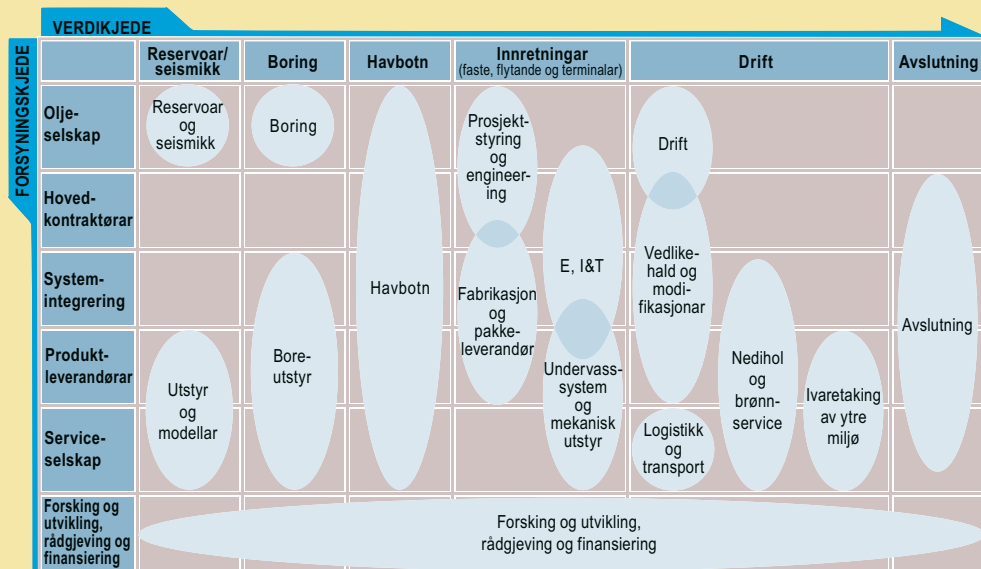 VERDIKJEDE
FORSYNINGSKJEDE
Reservoar/
seismikk
Boring
Havbotn
Innretningar
(faste, flytande og terminalar)
Drift
Avslutning
Olje-
selskap
Reservoar
og
seismikk
Boring
Prosjekt-
styring
og
engineer-
ing
Drift
Hoved-
kontraktørar
System-
integrering
Havbotn
Fabrikasjon
og
pakke-
leverandør
E, I&T
Vedlike-
hald og
modi-
fikasjonar
Avslutning
Produkt-
leverandørar
Utstyr
og
modellar
Bore-
utstyr
Undervass-
system
og
mekanisk
utstyr
Nedihol
og
brønn-
service
Ivaretaking
av ytre
miljø
Service-
selskap
Logistikk
og
transport
Forsking og
utvikling,
rådgjeving og
finansiering
Forsking og utvikling,
rådgjeving og finansiering